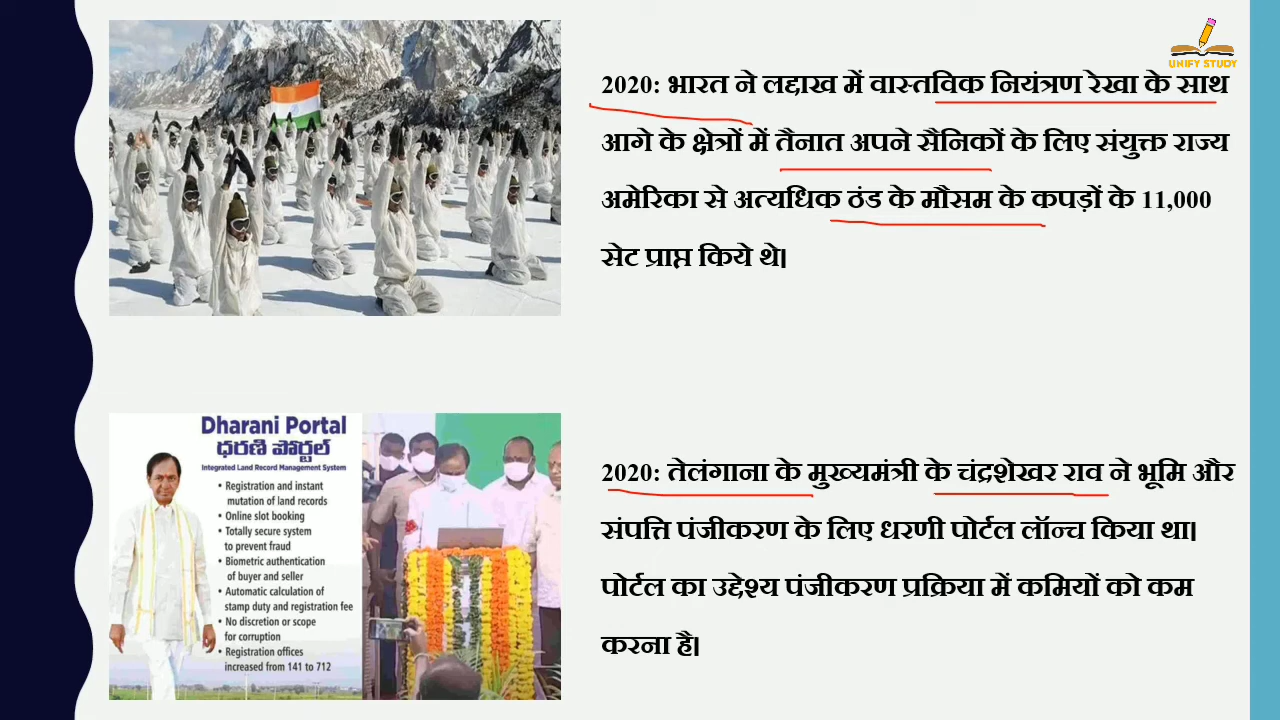 UNIFY STUDY
2020: भारत ने लद्दाख में वास्तविक नियंत्रण रेखा के साथ
आगे के क्षेत्रों में तैनात अपने सैनिकों के लिए संयुक्त राज्य
अमेरिका से अत्यधिक ठंड के मौसम के कपड़ों के 11,000
सेट प्राप्त किये थे।
Dharani Portal
ధరణి పోర్టల్
Integrated Land Record Management System
• Registration and instant
mutation of land records
• Online slot booking
• Totally secure system
to prevent fraud
• Biometric authentication
of buyer and seller
• Automatic calculation of
stamp duty and registration fee
• No discretion or scope
for corruption
• Registration offices
increased from 141 to 712
2020: तेलंगाना के मुख्यमंत्री के चंद्रशेखर राव ने भूमि और
संपत्ति पंजीकरण के लिए धरणी पोर्टल लॉन्च किया था।
पोर्टल का उद्देश्य पंजीकरण प्रक्रिया में कमियों को कम
करना है।